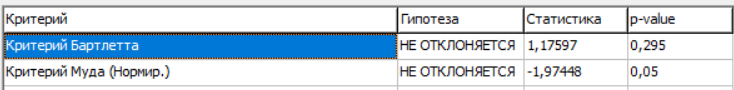 Критерий Гипотеза Статистика p-value
Критерий Бартлетта НЕ ОТКЛОНЯЕТСЯ 1,17597 0,295
Критерий Муда (Нормир.) НЕ ОТКЛОНЯЕТСЯ -1,97448 0,05